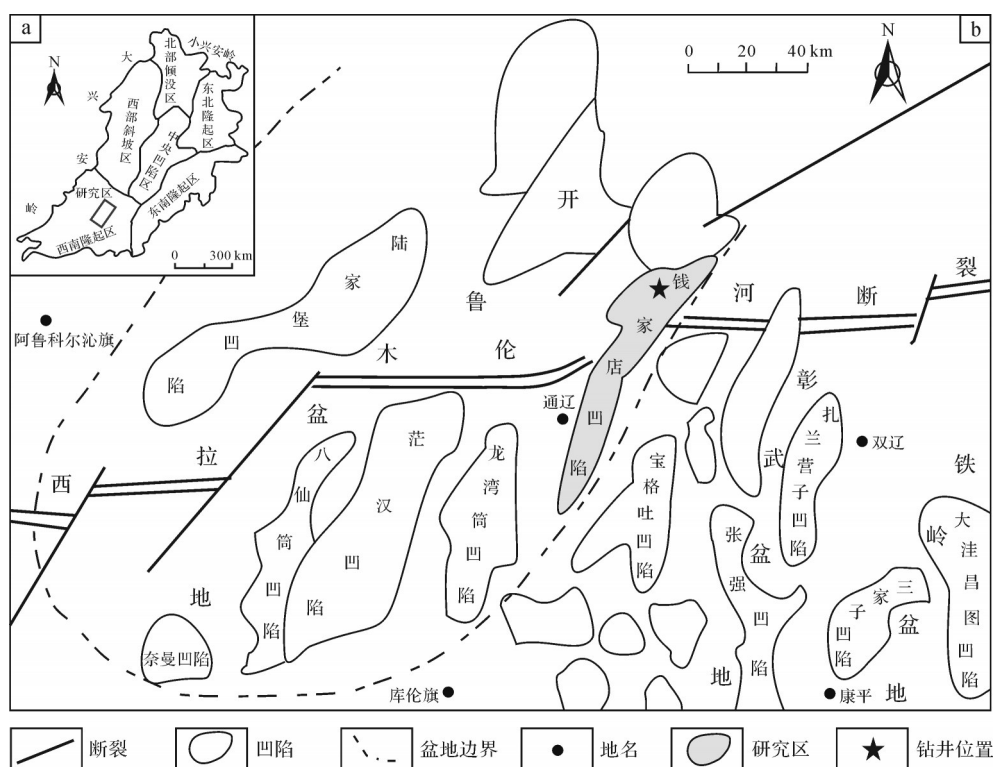 a
N
大
兴
安
岭
北部倾没区
小兴安岭
东北隆起区
西部斜坡区
中央凹陷区
东南隆起区
研究区
西南隆起区
0 300 km
b
0 20 40 km
N
开
鲁
盆
地
陆家堡凹陷
阿鲁科尔沁旗
西
拉
木
伦
河
断
裂
钱家店凹陷
通辽
八仙筒凹陷
茫汉凹陷
龙湾筒凹陷
奈曼凹陷
库伦旗
宝格吐凹陷
彰
武
盆
地
扎兰营子凹陷
双辽
张强凹陷
铁
岭
盆
地
大洼昌图凹陷
三家子凹陷
康平
断裂
凹陷
盆地边界
地名
研究区
钻井位置